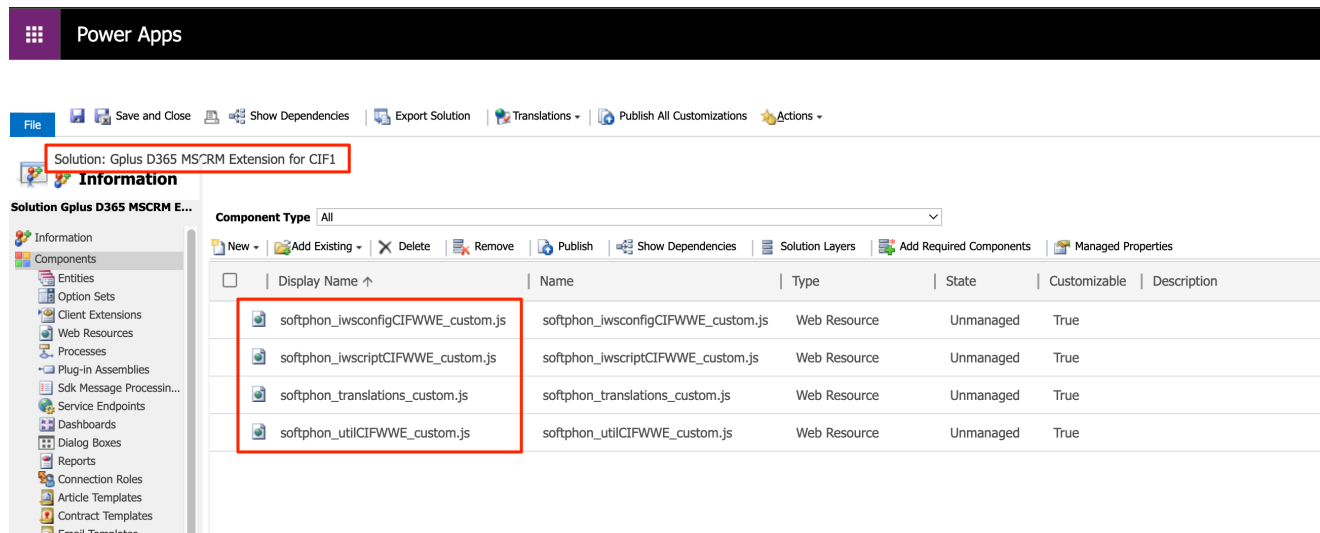 Power Apps
File Save and Close Show Dependencies Export Solution Translations Publish All Customizations Actions
Solution: Gplus D365 MSCRM Extension for CIF1
Information
Solution Gplus D365 MSCRM E...
Component Type All
Information
New Add Existing Delete Remove Publish Show Dependencies Solution Layers Add Required Components Managed Properties
Components
Entities
Option Sets
Client Extensions
Web Resources
Processes
Plug-in Assemblies
Sdk Message Processin...
Service Endpoints
Dashboards
Dialog Boxes
Reports
Connection Roles
Article Templates
Contract Templates
Email Templates
Display Name Name Type State Customizable Description
softphon_iwsconfigCIFWWE_custom.js softphon_iwsconfigCIFWWE_custom.js Web Resource Unmanaged True
softphon_iwscriptCIFWWE_custom.js softphon_iwscriptCIFWWE_custom.js Web Resource Unmanaged True
softphon_translations_custom.js softphon_translations_custom.js Web Resource Unmanaged True
softphon_utilCIFWWE_custom.js softphon_utilCIFWWE_custom.js Web Resource Unmanaged True